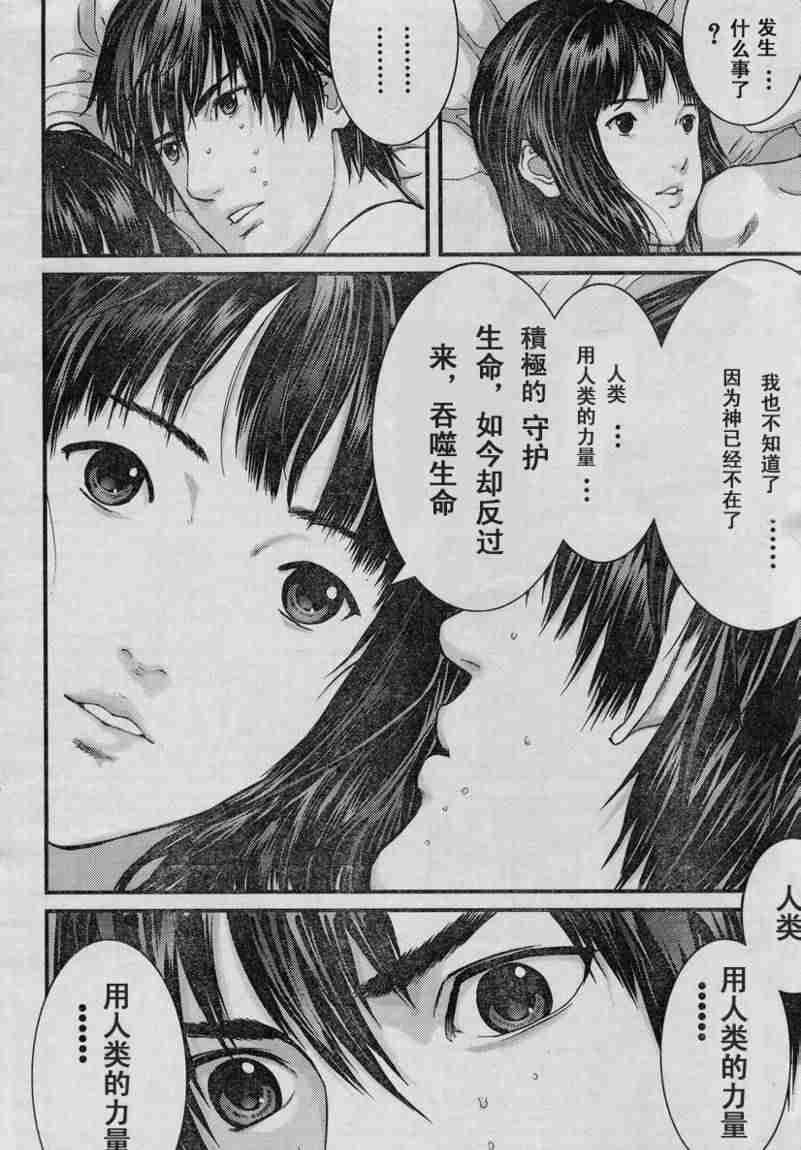 发生…
什么事了
？
………
我也不知道了……
因为神已经不在了
人类…
用人类的力量…
積極的 守护
生命，如今却反过
来，吞噬生命
人类
用人类的力量……
用人类的力量
……